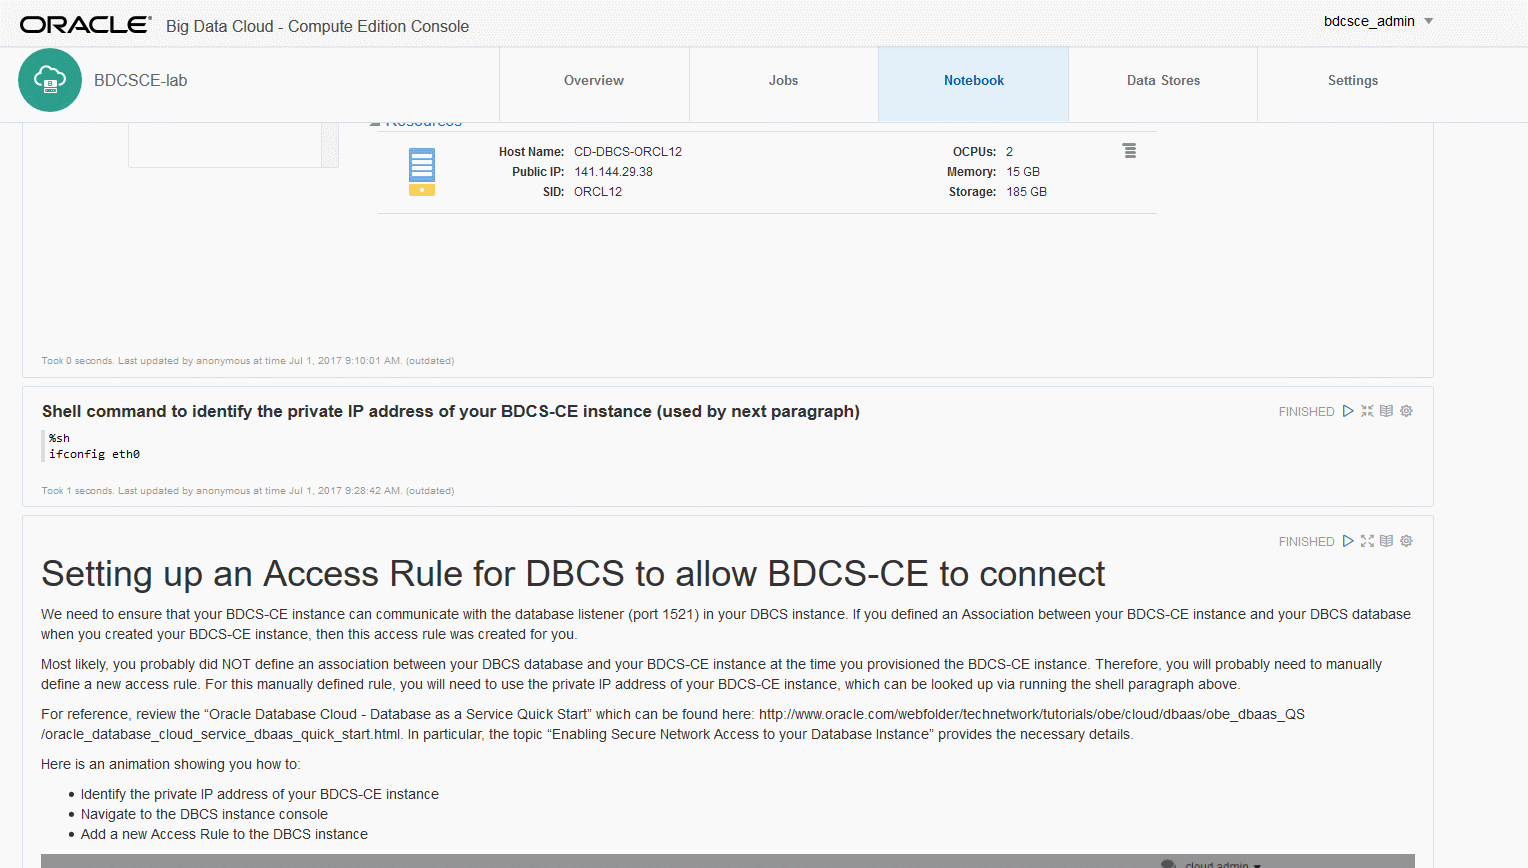 ORACLE® Big Data Cloud - Compute Edition Console
bdcsce_admin
BDCSCE-lab
Overview
Jobs
Notebook
Data Stores
Settings
Resources
Host Name: CD-DBCS-ORCL12
Public IP: 141.144.29.38
SID: ORCL12
OCPUs: 2
Memory: 15 GB
Storage: 185 GB
Took 0 seconds. Last updated by anonymous at time Jul 1, 2017 9:10:01 AM. (outdated)
Shell command to identify the private IP address of your BDCS-CE instance (used by next paragraph)
FINISHED
%sh
ifconfig eth0
Took 1 seconds. Last updated by anonymous at time Jul 1, 2017 9:28:42 AM. (outdated)
FINISHED
Setting up an Access Rule for DBCS to allow BDCS-CE to connect
We need to ensure that your BDCS-CE instance can communicate with the database listener (port 1521) in your DBCS instance. If you defined an Association between your BDCS-CE instance and your DBCS database
when you created your BDCS-CE instance, then this access rule was created for you.
Most likely, you probably did NOT define an association between your DBCS database and your BDCS-CE instance at the time you provisioned the BDCS-CE instance. Therefore, you will probably need to manually
define a new access rule. For this manually defined rule, you will need to use the private IP address of your BDCS-CE instance, which can be looked up via running the shell paragraph above.
For reference, review the “Oracle Database Cloud - Database as a Service Quick Start” which can be found here: http://www.oracle.com/webfolder/technetwork/tutorials/obe/cloud/dbaas/obe_dbaas_QS
/oracle_database_cloud_service_dbaas_quick_start.html. In particular, the topic “Enabling Secure Network Access to your Database Instance” provides the necessary details.
Here is an animation showing you how to:
• Identify the private IP address of your BDCS-CE instance
• Navigate to the DBCS instance console
• Add a new Access Rule to the DBCS instance
cloud.admin